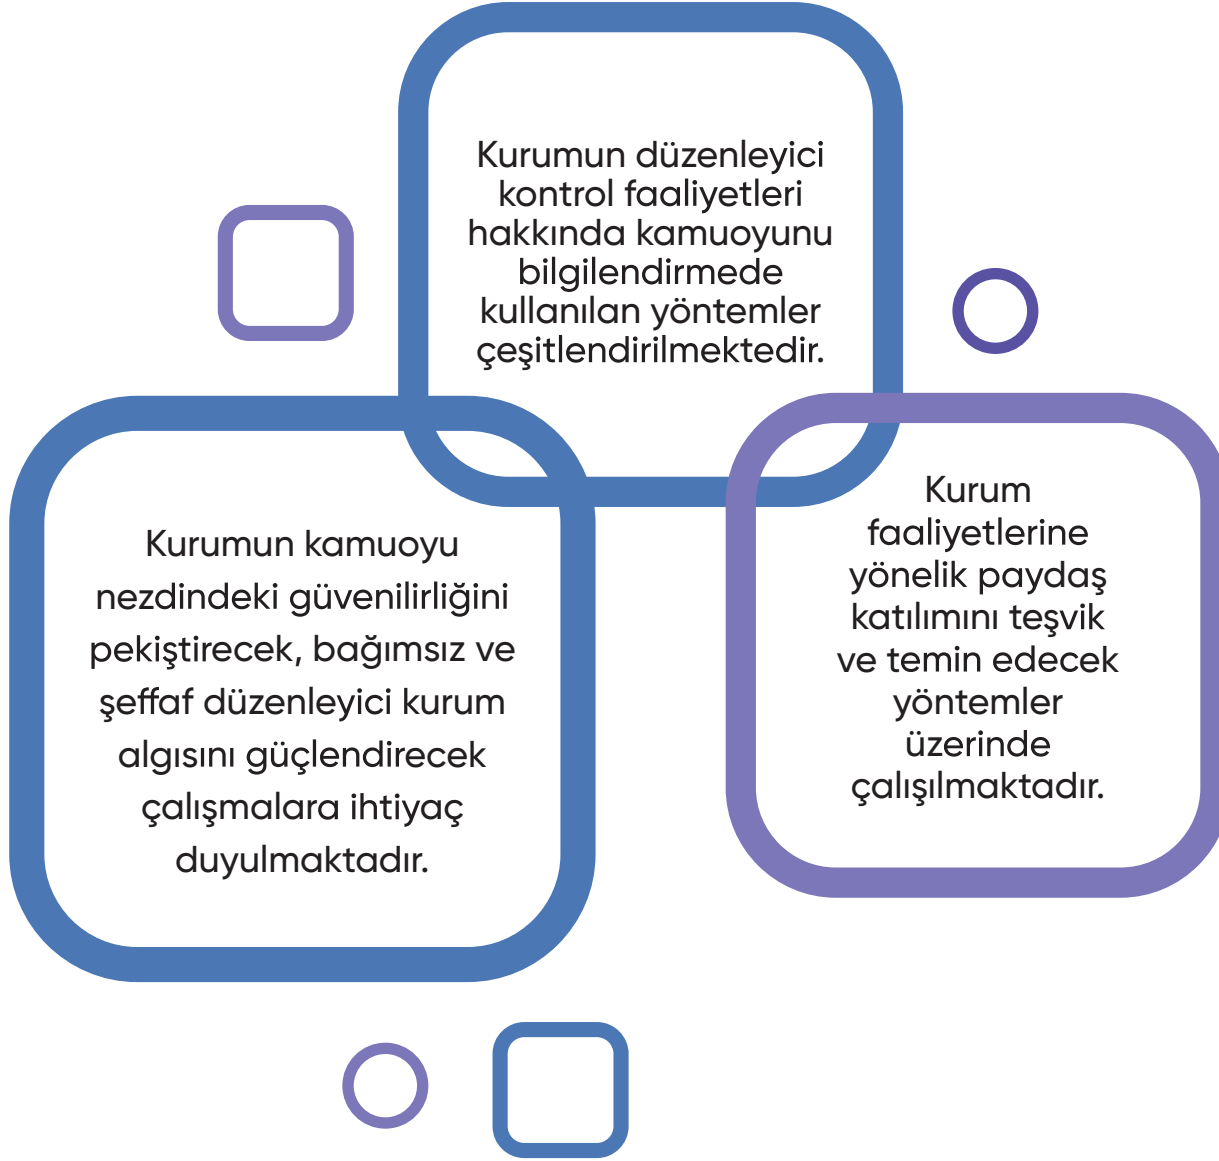 Kurumun düzenleyici
kontrol faaliyetleri
hakkında kamuoyunu
bilgilendirmede
kullanılan yöntemler
çeşitlendirilmektedir.
Kurumun kamuoyu
nezdindeki güvenilirliğini
pekiştirecek, bağımsız ve
şeffaf düzenleyici kurum
algısını güçlendirecek
çalışmalara ihtiyaç
duyulmaktadır.
Kurum
faaliyetlerine
yönelik paydaş
katılımını teşvik
ve temin edecek
yöntemler
üzerinde
çalışılmaktadır.